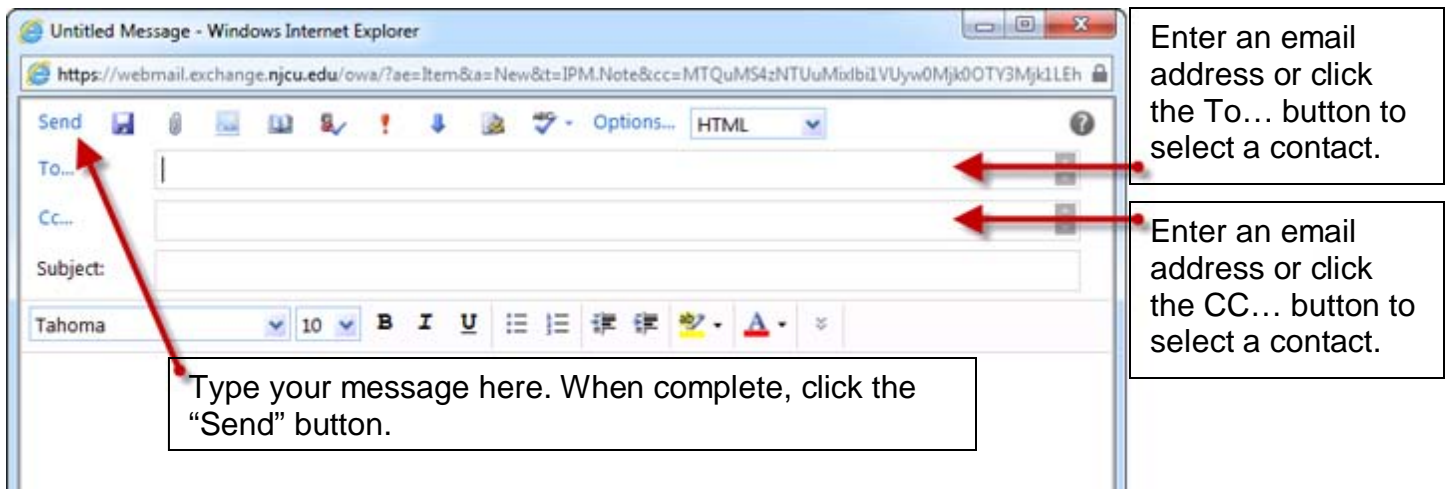 Untitled Message - Windows Internet Explorer
https://webmail.exchange.njcu.edu/owa/?ae=Item&a=New&t=IPM.Note&cc=
Send Options... HTML
To...
Cc...
Subject:
Tahoma 10 B I U A
Type your message here. When complete, click the
“Send” button.
Enter an email
address or click
the To… button to
select a contact.
Enter an email
address or click
the CC… button to
select a contact.